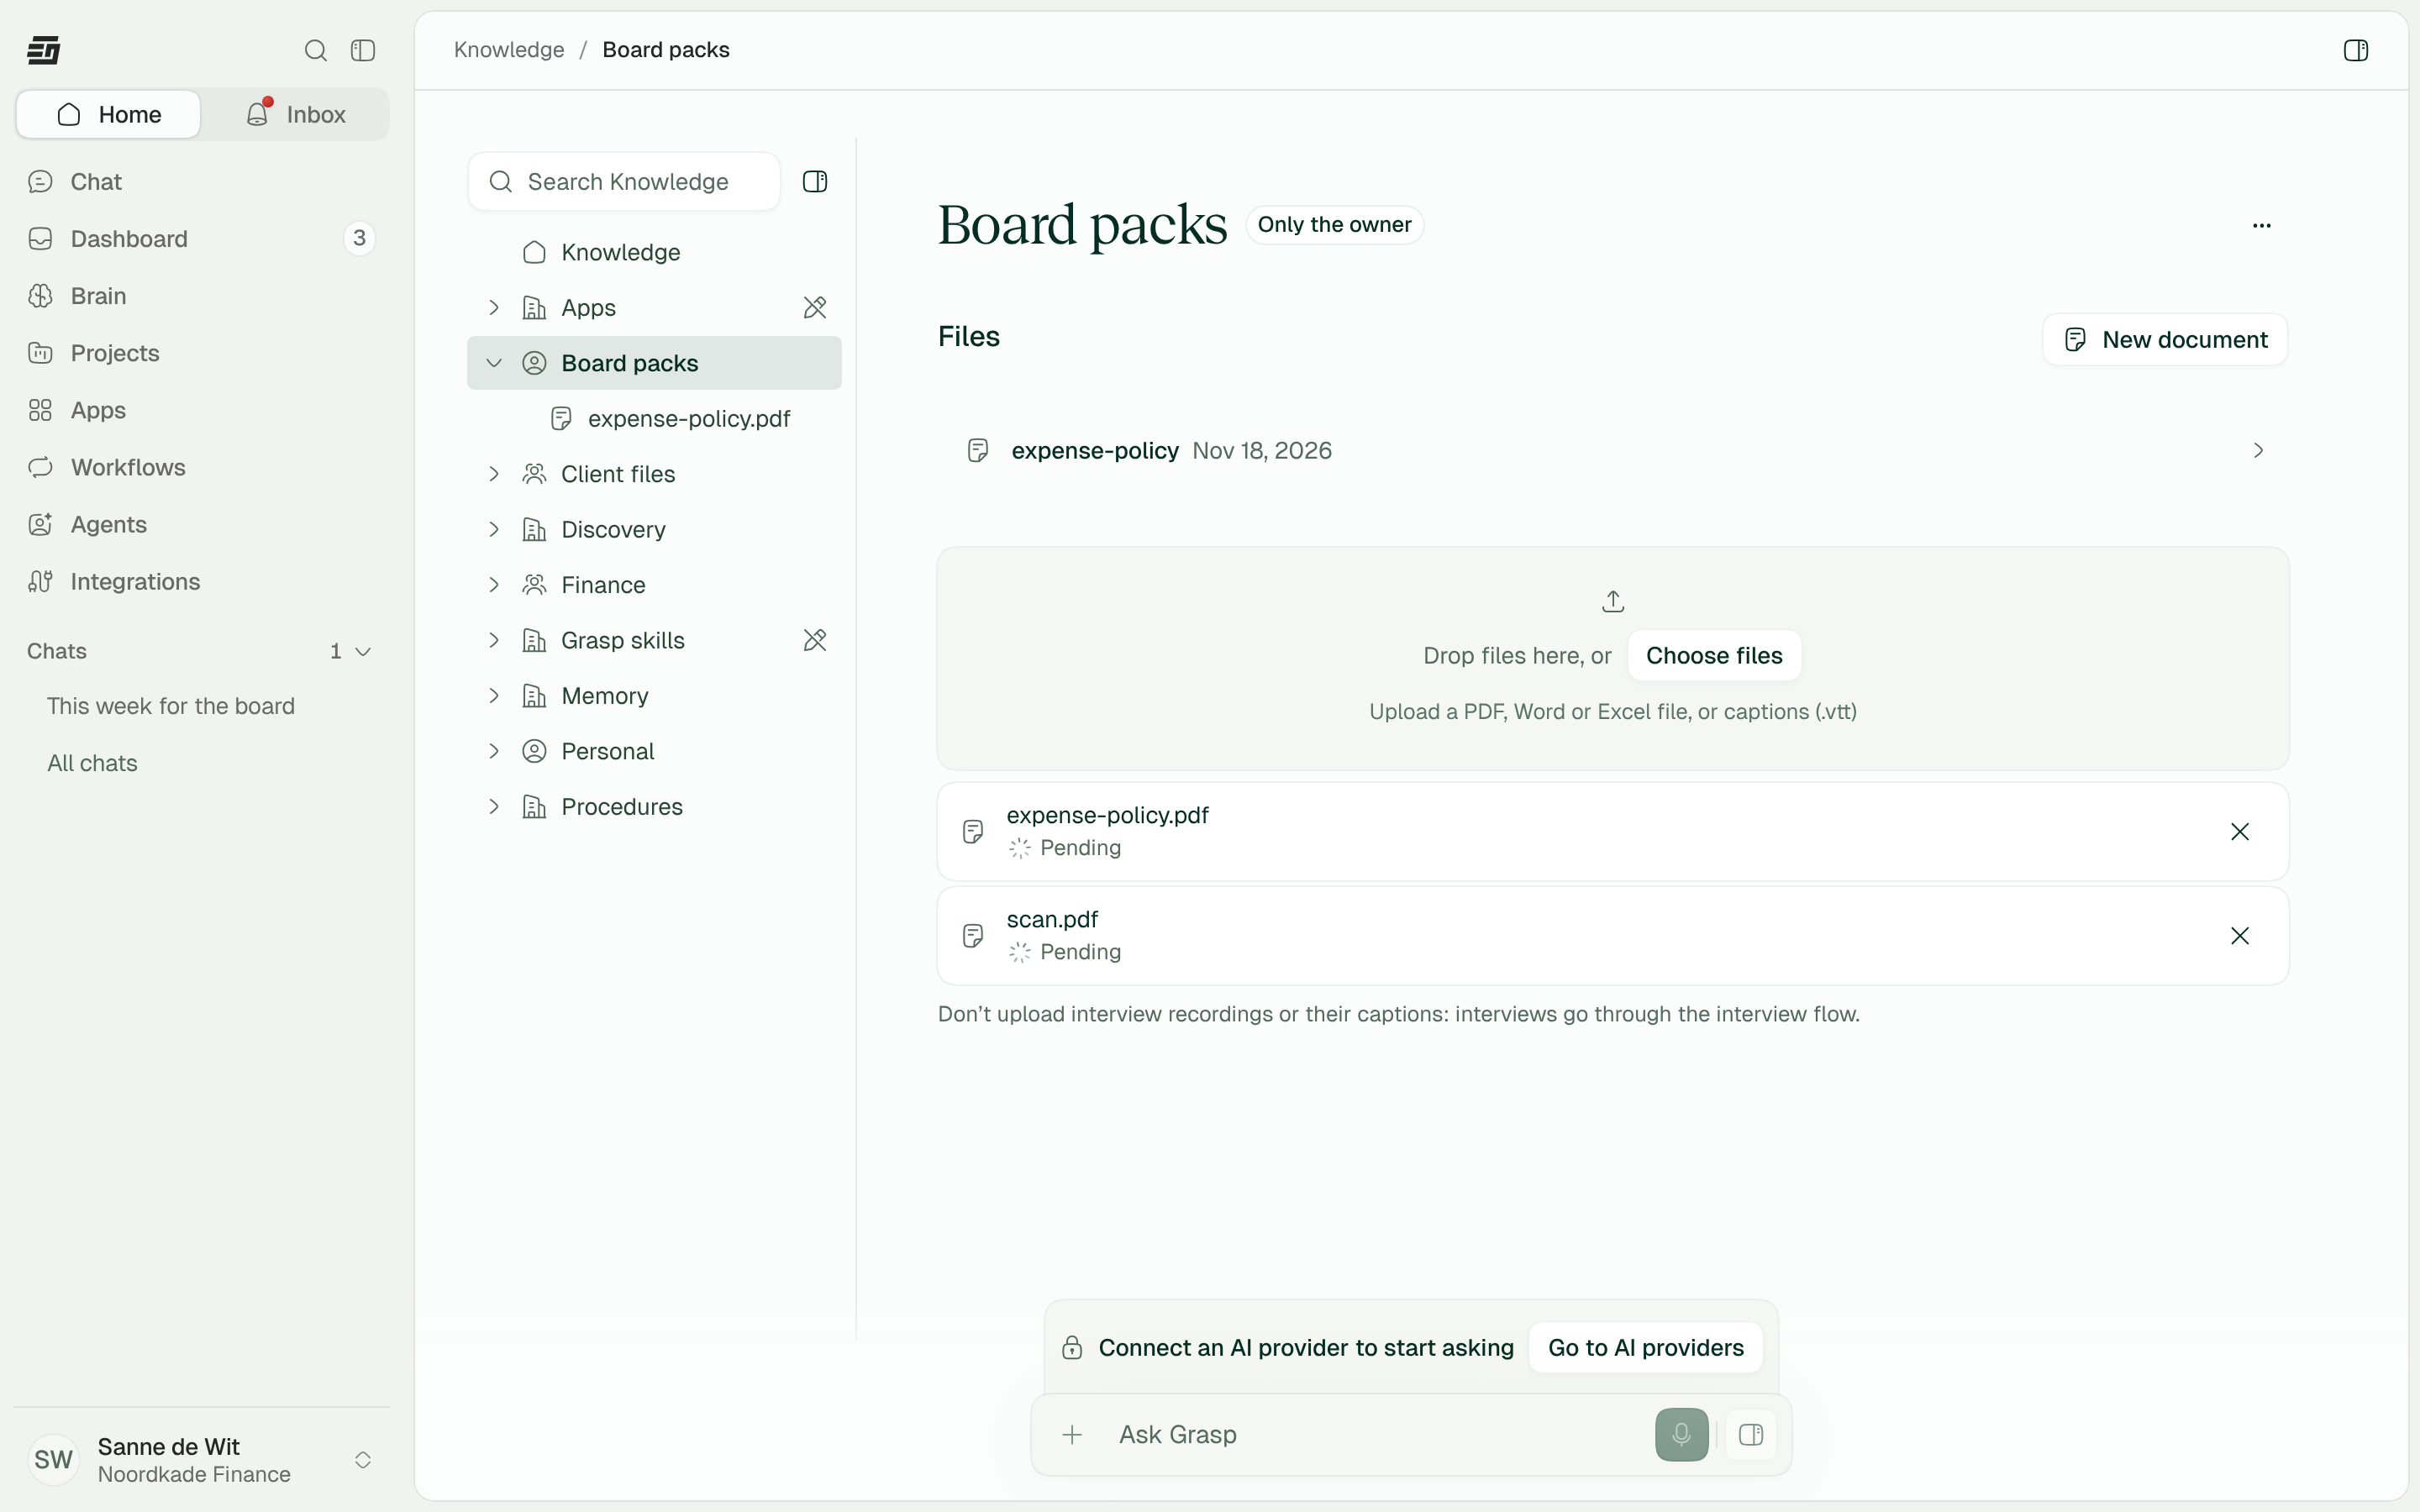 Home
Inbox
Chat
Dashboard
3
Brain
Projects
Apps
Workflows
Agents
Integrations
Chats
1
This week for the board
All chats
SW
Sanne de Wit
Noordkade Finance
Knowledge / Board packs
Search Knowledge
Knowledge
Apps
Board packs
expense-policy.pdf
Client files
Discovery
Finance
Grasp skills
Memory
Personal
Procedures
Board packs
Only the owner
Files
New document
expense-policy Nov 18, 2026
Drop files here, or Choose files
Upload a PDF, Word or Excel file, or captions (.vtt)
expense-policy.pdf
Pending
scan.pdf
Pending
Don’t upload interview recordings or their captions: interviews go through the interview flow.
Connect an AI provider to start asking
Go to AI providers
Ask Grasp